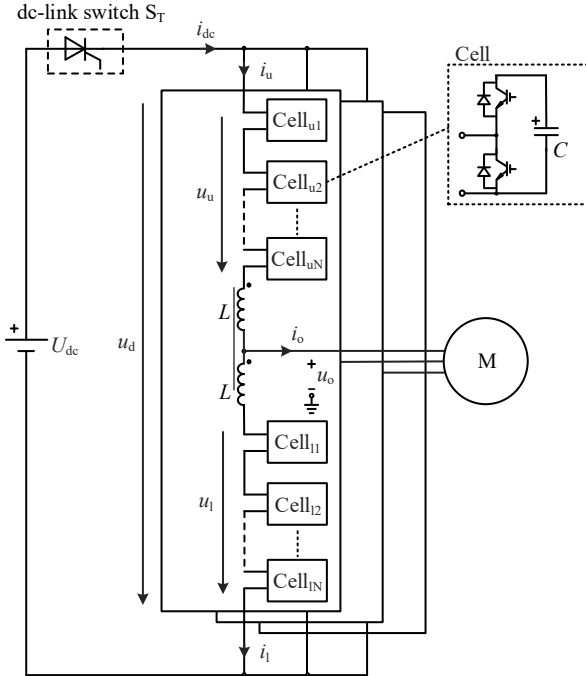 dc-link switch S_T
i_dc
i_u
Cell
Cell_u1
+
C
u_u
Cell_u2
Cell_uN
L
+
U_dc
u_d
i_o
+
u_o
-
M
L
Cell_l1
u_l
Cell_l2
Cell_lN
i_l